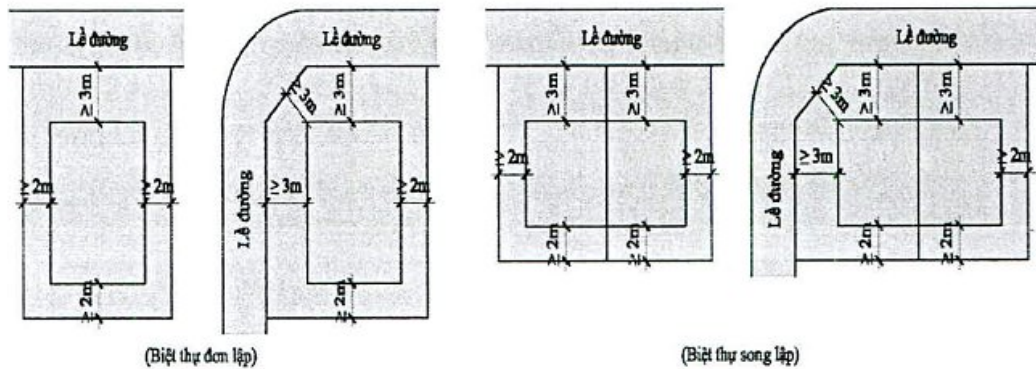 Lề đường
≥ 3m
≥ 2m
≥ 2m
≥ 2m
Lề đường
≥ 3m
≥ 3m
≥ 3m
≥ 2m
≥ 2m
Lề đường
(Biệt thự đơn lập)
Lề đường
≥ 3m
≥ 3m
≥ 2m
≥ 2m
≥ 2m
≥ 2m
Lề đường
≥ 3m
≥ 3m
≥ 3m
≥ 3m
≥ 2m
≥ 2m
≥ 2m
Lề đường
(Biệt thự song lập)